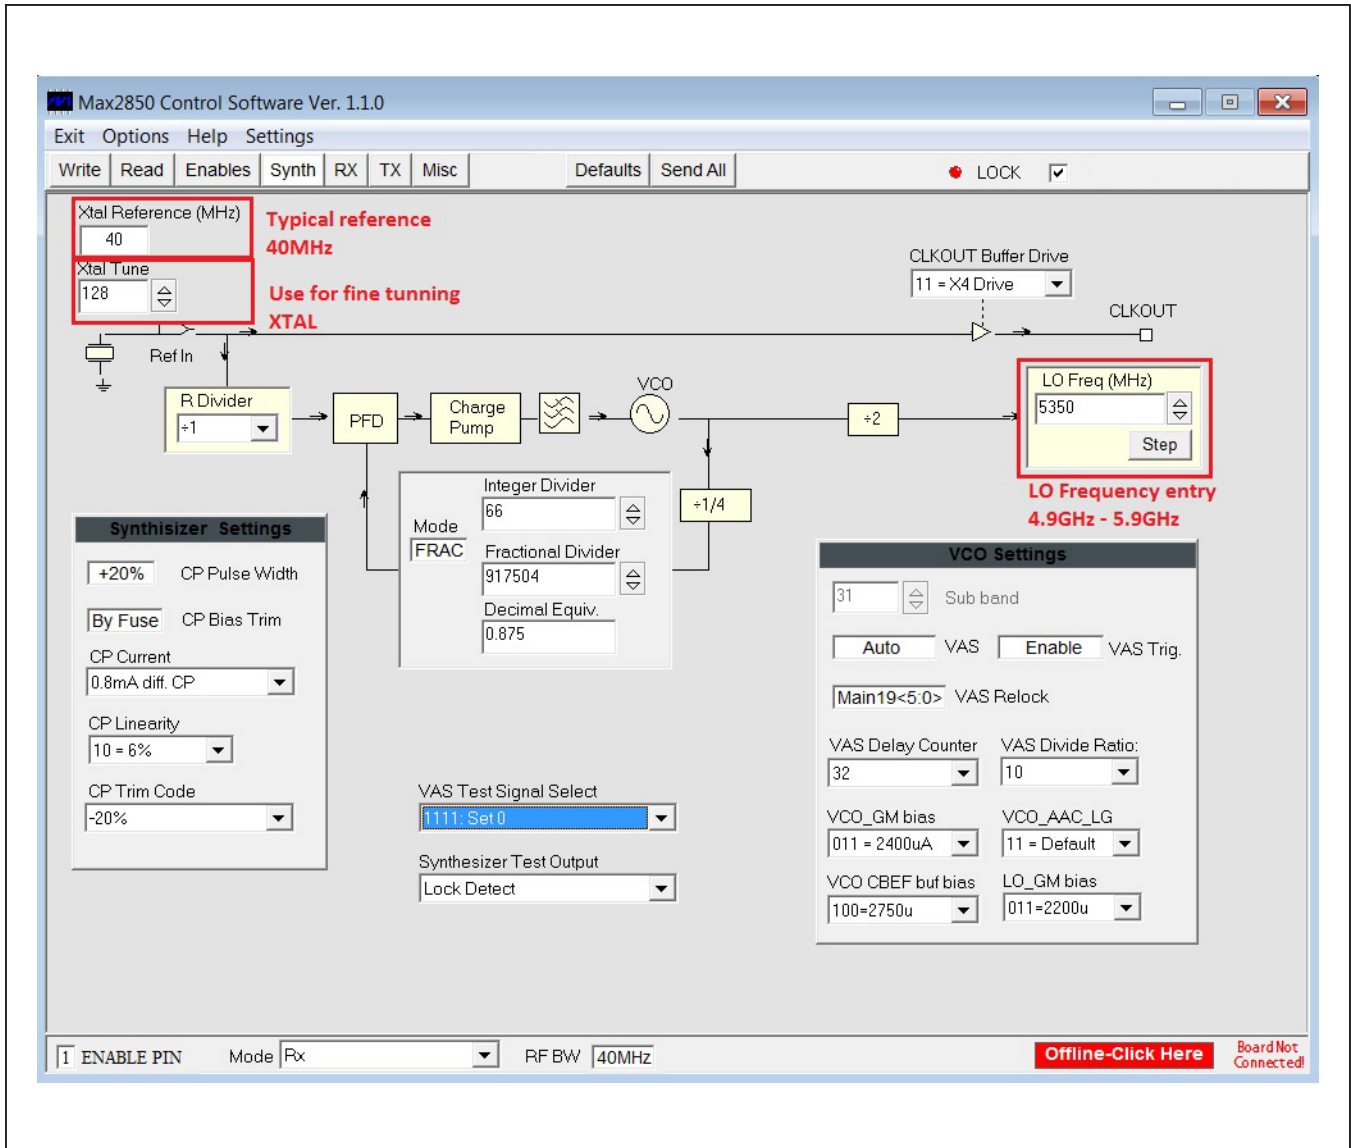 Max2850 Control Software Ver. 1.1.0
Exit Options Help Settings
Write Read Enables Synth RX TX Misc Defaults Send All LOCK
Xtal Reference (MHz)
40
Typical reference
40MHz
Xtal Tune
128
Use for fine tunning
XTAL
CLKOUT Buffer Drive
11 = X4 Drive
CLKOUT
Ref In
R Divider
÷1
PFD
Charge
Pump
VCO
÷2
LO Freq (MHz)
5350
Step
LO Frequency entry
4.9GHz - 5.9GHz
÷1/4
Mode
FRAC
Integer Divider
66
Fractional Divider
917504
Decimal Equiv.
0.875
Synthisizer Settings
+20% CP Pulse Width
By Fuse CP Bias Trim
CP Current
0.8mA diff. CP
CP Linearity
10 = 6%
CP Trim Code
-20%
VAS Test Signal Select
1111: Set 0
Synthesizer Test Output
Lock Detect
VCO Settings
31 Sub band
Auto VAS Enable VAS Trig.
Main19<5:0> VAS Relock
VAS Delay Counter VAS Divide Ratio:
32 10
VCO_GM bias VCO_AAC_LG
011 = 2400uA 11 = Default
VCO CBEF buf bias LO_GM bias
100=2750u 011=2200u
1 ENABLE PIN Mode Rx RF BW 40MHz Offline-Click Here Board Not
Connected!